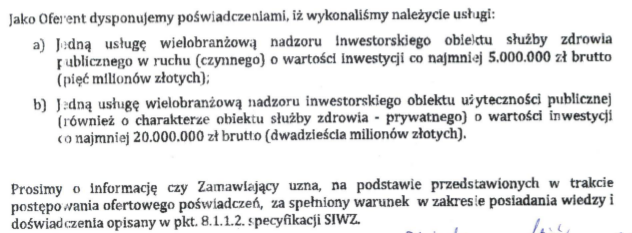 Jako Oferent dysponujemy poświadczeniami, iż wykonaliśmy należycie usługi:
a) Jedną usługę wielobranżową nadzoru inwestorskiego obiektu służby zdrowia
publicznego w ruchu (czynnego) o wartości inwestycji co najmniej 5.000.000 zł brutto
(pięć milionów złotych);
b) Jedną usługę wielobranżową nadzoru inwestorskiego obiektu użyteczności publicznej
(również o charakterze obiektu służby zdrowia - prywatnego) o wartości inwestycji
co najmniej 20.000.000 zł brutto (dwadzieścia milionów złotych).
Prosimy o informację czy Zamawiający uzna, na podstawie przedstawionych w trakcie
postępowania ofertowego poświadczeń, za spełniony warunek w zakresie posiadania wiedzy i
doświadczenia opisany w pkt. 8.1.1.2. specyfikacji SIWZ.